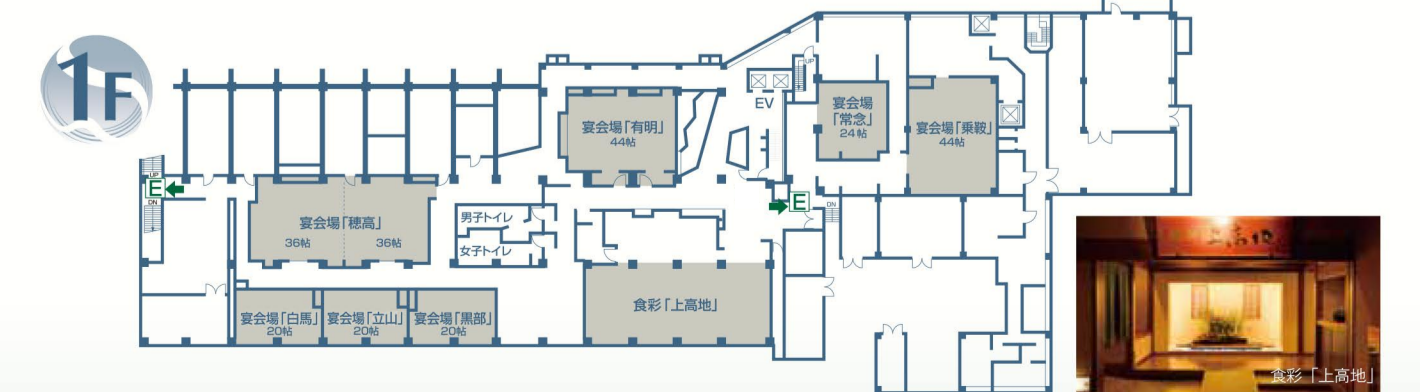 1F
宴会場「有明」
44帖
EV
UP
宴会場
「常念」
24帖
宴会場「乗鞍」
44帖
UP
E
DN
宴会場「穂高」
36帖
36帖
男子トイレ
女子トイレ
E
DN
宴会場「白馬」
20帖
宴会場「立山」
20帖
宴会場「黒部」
20帖
食彩「上高地」
上高地
食彩「上高地」